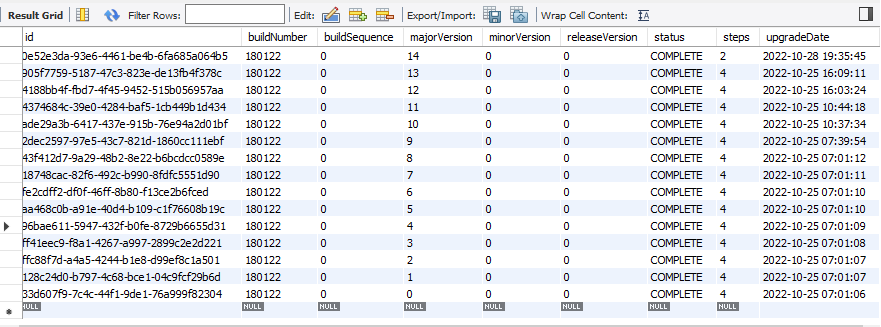 Result Grid Filter Rows: Edit: Export/Import: Wrap Cell Content: IA
id buildNumber buildSequence majorVersion minorVersion releaseVersion status steps upgradeDate
0e52e3da-93e6-4461-be4b-6fa685a064b5 180122 0 14 0 0 COMPLETE 2 2022-10-28 19:35:45
905f7759-5187-47c3-823e-de13fb4f378c 180122 0 13 0 0 COMPLETE 4 2022-10-25 16:09:11
4188bb4f-fbd7-4f45-9452-515b056957aa 180122 0 12 0 0 COMPLETE 4 2022-10-25 16:03:24
4374684c-39e0-4284-baf5-1cb449b1d434 180122 0 11 0 0 COMPLETE 4 2022-10-25 10:44:18
ade29a3b-6417-437e-915b-76e94a2d01bf 180122 0 10 0 0 COMPLETE 4 2022-10-25 10:37:34
2dec2597-97e5-43c7-821d-1860cc111ebf 180122 0 9 0 0 COMPLETE 4 2022-10-25 07:39:54
43f412d7-9a29-48b2-8e22-b6bcdcc0589e 180122 0 8 0 0 COMPLETE 4 2022-10-25 07:01:12
18748cac-82f6-492c-b990-8fdfc5551d90 180122 0 7 0 0 COMPLETE 4 2022-10-25 07:01:11
fe2cdff2-df0f-46ff-8b80-f13ce2b6fced 180122 0 6 0 0 COMPLETE 4 2022-10-25 07:01:10
aa468c0b-a91e-40d4-b109-c1f76608b19c 180122 0 5 0 0 COMPLETE 4 2022-10-25 07:01:10
96bae611-5947-432f-b0fe-8729b6655d31 180122 0 4 0 0 COMPLETE 4 2022-10-25 07:01:09
ff41eec9-f8a1-4267-a997-2899c2e2d221 180122 0 3 0 0 COMPLETE 4 2022-10-25 07:01:08
ffc88f7d-a4a5-4244-b1e8-d99ef8c1a501 180122 0 2 0 0 COMPLETE 4 2022-10-25 07:01:07
128c24d0-b797-4c68-bce1-04c9fcf29b6d 180122 0 1 0 0 COMPLETE 4 2022-10-25 07:01:07
33d607f9-7c4c-44f1-9de1-76a999f82304 180122 0 0 0 0 COMPLETE 4 2022-10-25 07:01:06
NULL NULL NULL NULL NULL NULL NULL NULL NULL